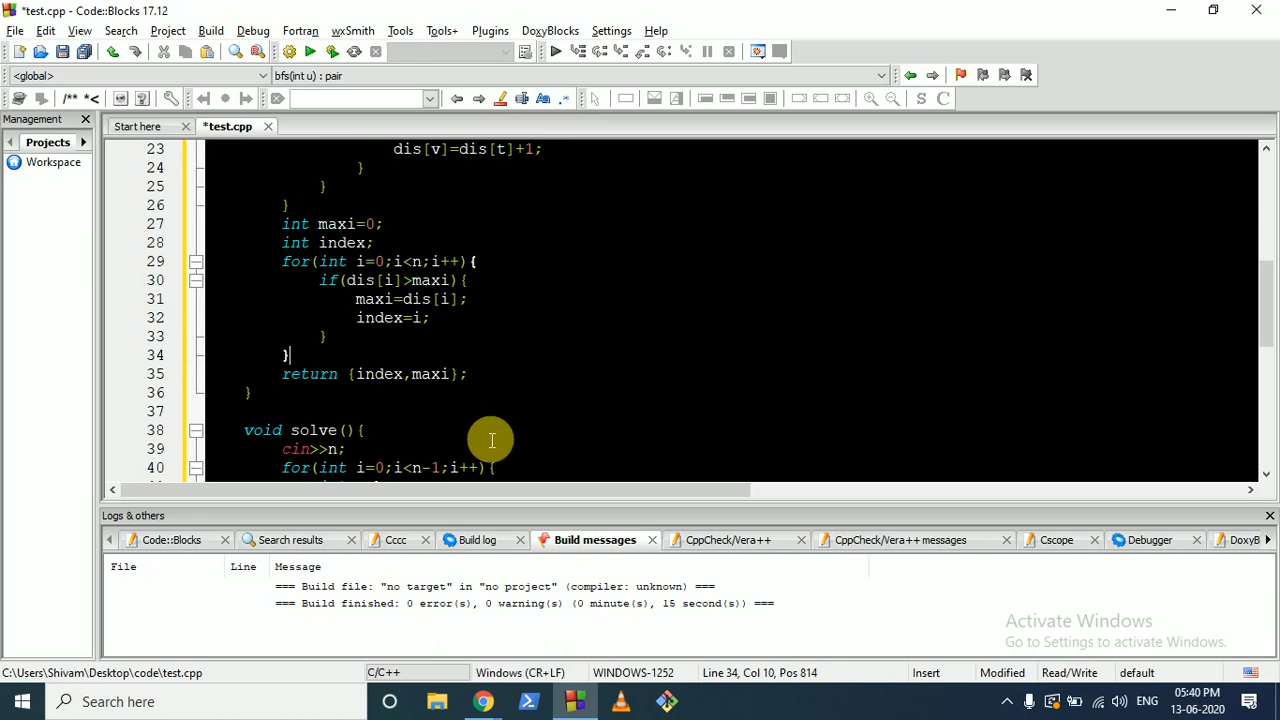 *test.cpp - Code::Blocks 17.12
File Edit View Search Project Build Debug Fortran wxSmith Tools Tools+ Plugins DoxyBlocks Settings Help
<global> bfs(int u) : pair
/** *< S C
Management
Start here *test.cpp
Projects
Workspace
23 dis[v]=dis[t]+1;
24 }
25 }
26 }
27 int maxi=0;
28 int index;
29 for(int i=0;i<n;i++){
30 if(dis[i]>maxi){
31 maxi=dis[i];
32 index=i;
33 }
34 }
35 return {index,maxi};
36 }
37
38 void solve(){
39 cin>>n;
40 for(int i=0;i<n-1;i++){
Logs & others
Code::Blocks Search results Cccc Build log Build messages CppCheck/Vera++ CppCheck/Vera++ messages Cscope Debugger DoxyB
File Line Message
=== Build file: "no target" in "no project" (compiler: unknown) ===
=== Build finished: 0 error(s), 0 warning(s) (0 minute(s), 15 second(s)) ===
Activate Windows
Go to Settings to activate Windows.
C:\Users\Shivam\Desktop\code\test.cpp C/C++ Windows (CR+LF) WINDOWS-1252 Line 34, Col 10, Pos 814 Insert Modified Read/Write default
Search here ENG 05:40 PM
13-06-2020